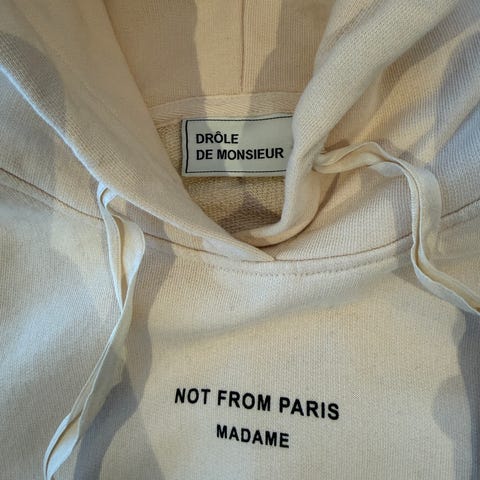 DRÔLE
DE MONSIEUR
NOT FROM PARIS
MADAME